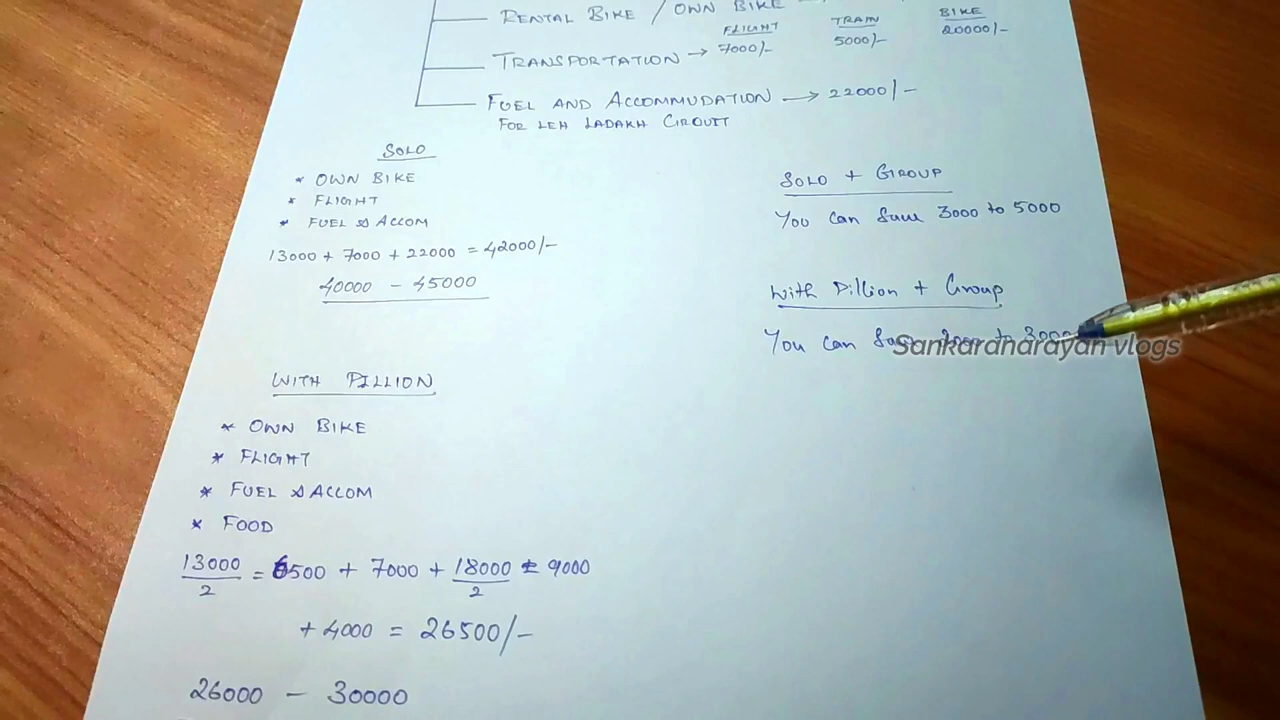 RENTAL BIKE / OWN BIKE
FLIGHT TRAIN BIKE
TRANSPORTATION → 7000/- 5000/- 20000/-
FUEL AND ACCOMMUDATION → 22000/-
FOR LEH LADAKH CIRCUIT
SOLO
* OWN BIKE
* FLIGHT
* FUEL & ACCOM
13000 + 7000 + 22000 = 42000/-
40000 - 45000
SOLO + GROUP
You can Save 3000 to 5000
With Pillion + Group
You can Save 2000 to 3000
Sankaranarayan vlogs
WITH PILLION
* OWN BIKE
* FLIGHT
* FUEL & ACCOM
* FOOD
13000/2 = 6500 + 7000 + 18000/2 = 9000
+ 4000 = 26500/-
26000 - 30000